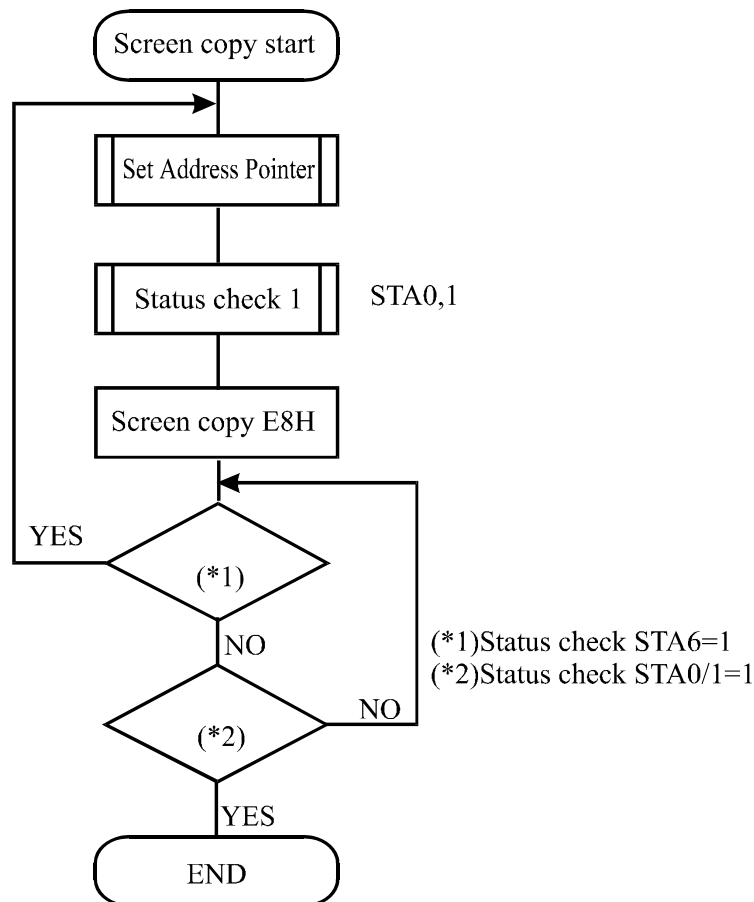 Screen copy start
Set Address Pointer
Status check 1
STA0,1
Screen copy E8H
YES
(*1)
NO
(*1)Status check STA6=1
(*2)Status check STA0/1=1
(*2)
NO
YES
END